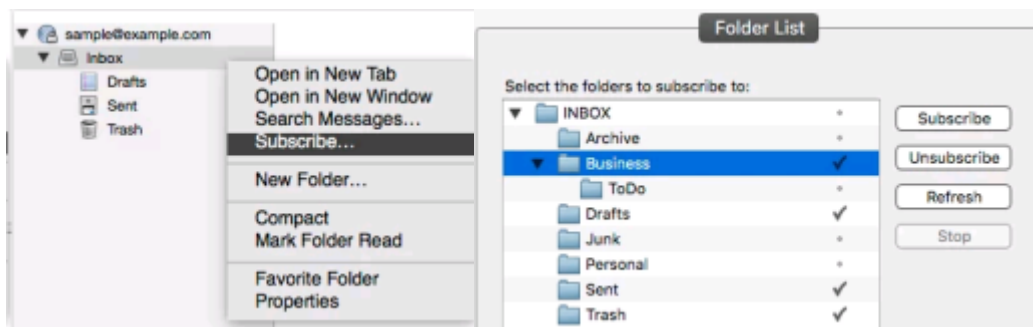 sample@example.com
Inbox
Drafts
Sent
Trash
Open in New Tab
Open in New Window
Search Messages...
Subscribe...
New Folder...
Compact
Mark Folder Read
Favorite Folder
Properties
Folder List
Select the folders to subscribe to:
INBOX
Archive
Business
ToDo
Drafts
Junk
Personal
Sent
Trash
Subscribe
Unsubscribe
Refresh
Stop